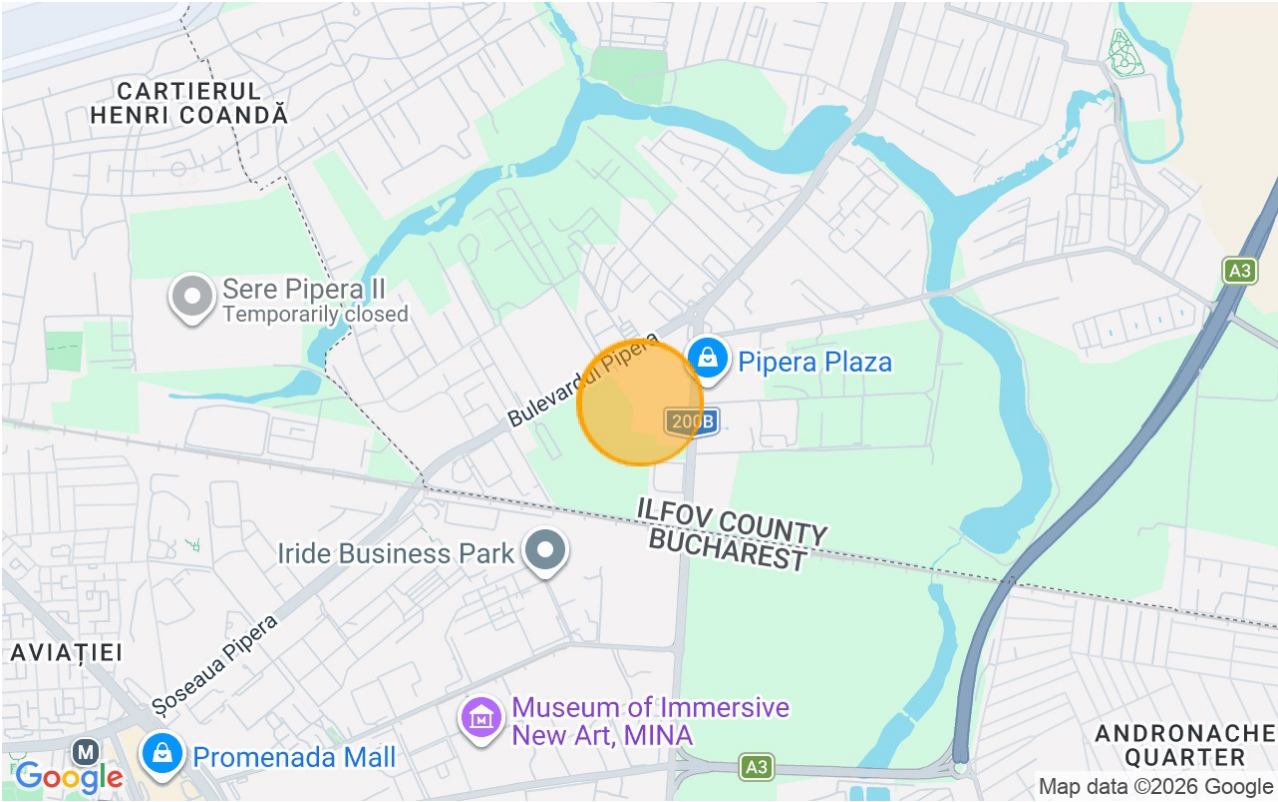 CARTIERUL
HENRI COANDĂ
A3
Sere Pipera II
Temporarily closed
Bulevardul Pipera
Pipera Plaza
200B
ILFOV COUNTY
BUCHAREST
Iride Business Park
AVIAȚIEI
Șoseaua Pipera
Museum of Immersive
New Art, MINA
ANDRONACHE
QUARTER
M
Promenada Mall
A3
Google
Map data ©2026 Google